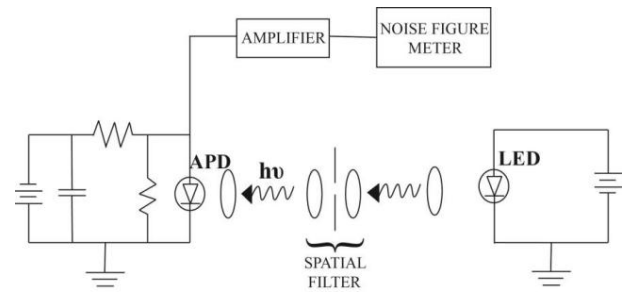 AMPLIFIER
NOISE FIGURE
METER
APD
hυ
LED
SPATIAL
FILTER